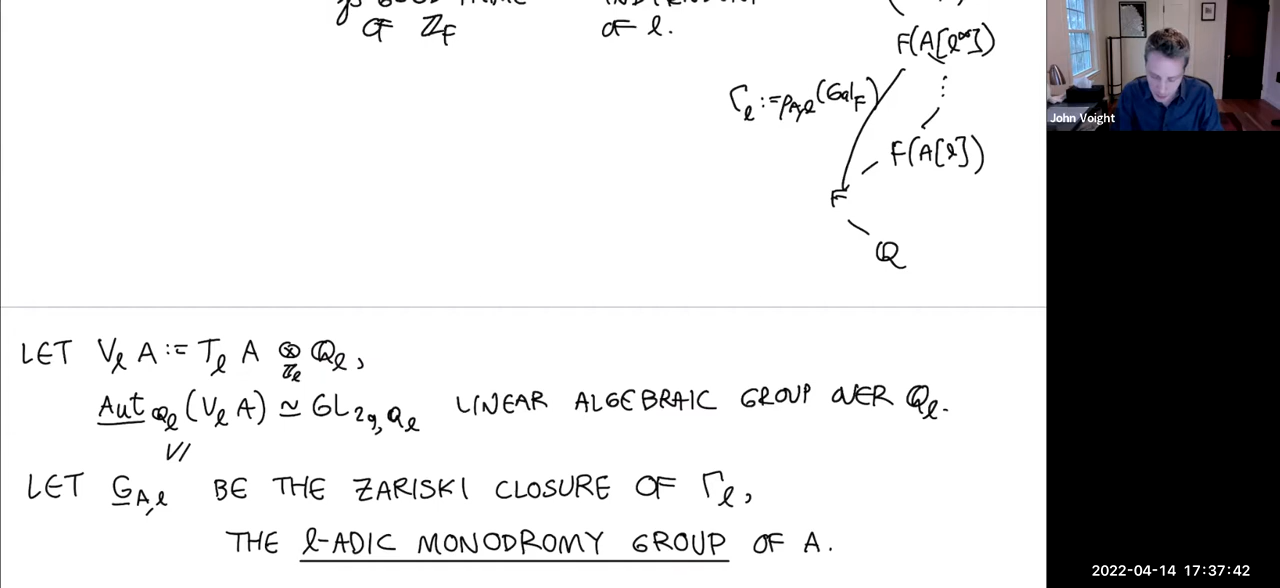 OF ℤ_F
OF ℓ.
F(A[ℓ^∞])
Γ_ℓ := ρ_{A,ℓ}(Gal_F)
F(A[ℓ])
F
ℚ
LET V_ℓ A := T_ℓ A ⊗_{ℤ_ℓ} ℚ_ℓ,
Aut_{ℚ_ℓ}(V_ℓ A) ≃ GL_{2g,ℚ_ℓ} LINEAR ALGEBRAIC GROUP OVER ℚ_ℓ.
V/
LET G_{A,ℓ} BE THE ZARISKI CLOSURE OF Γ_ℓ,
THE ℓ-ADIC MONODROMY GROUP OF A.
John Voight
2022-04-14 17:37:42